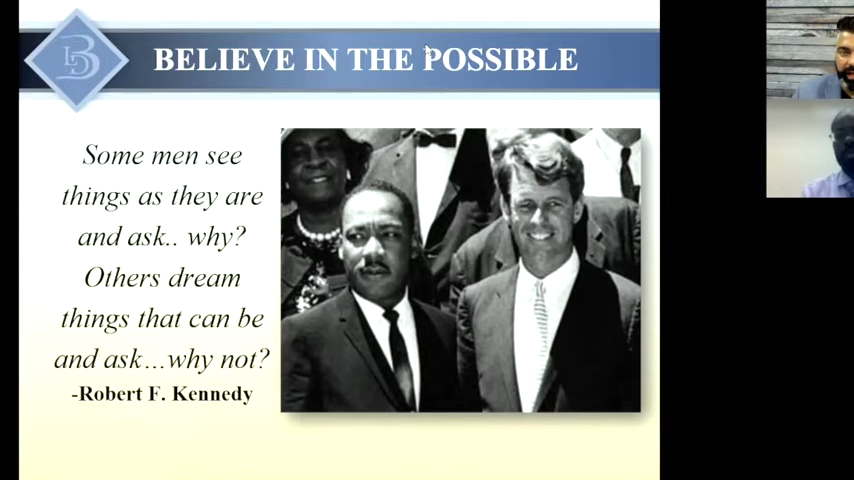 BELIEVE IN THE POSSIBLE
Some men see
things as they are
and ask.. why?
Others dream
things that can be
and ask...why not?
-Robert F. Kennedy